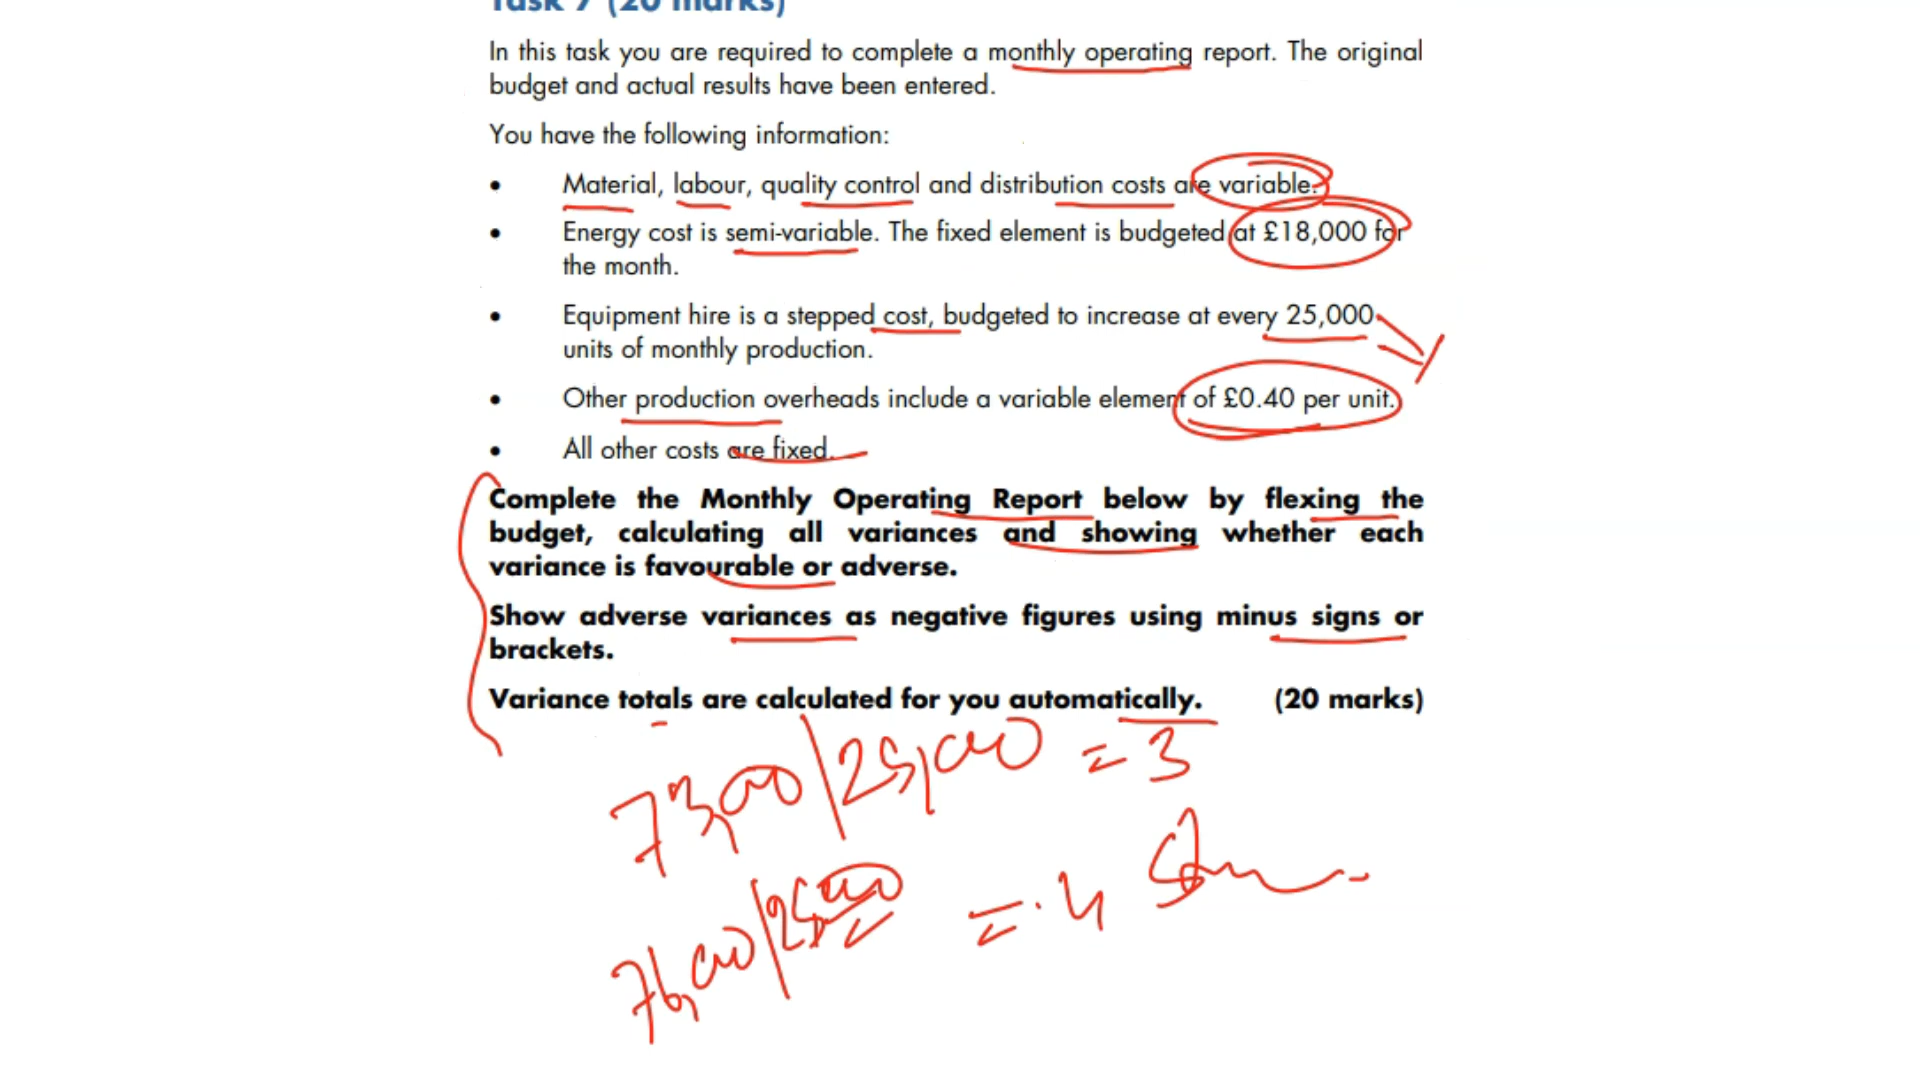 Task 7 (20 marks)
In this task you are required to complete a monthly operating report. The original
budget and actual results have been entered.
You have the following information:
• Material, labour, quality control and distribution costs are variable.
• Energy cost is semi-variable. The fixed element is budgeted at £18,000 for
the month.
• Equipment hire is a stepped cost, budgeted to increase at every 25,000
units of monthly production.
• Other production overheads include a variable element of £0.40 per unit.
• All other costs are fixed.
Complete the Monthly Operating Report below by flexing the
budget, calculating all variances and showing whether each
variance is favourable or adverse.
Show adverse variances as negative figures using minus signs or
brackets.
Variance totals are calculated for you automatically. (20 marks)
73,000/25,000 = 3
76,000/25,000 = 4